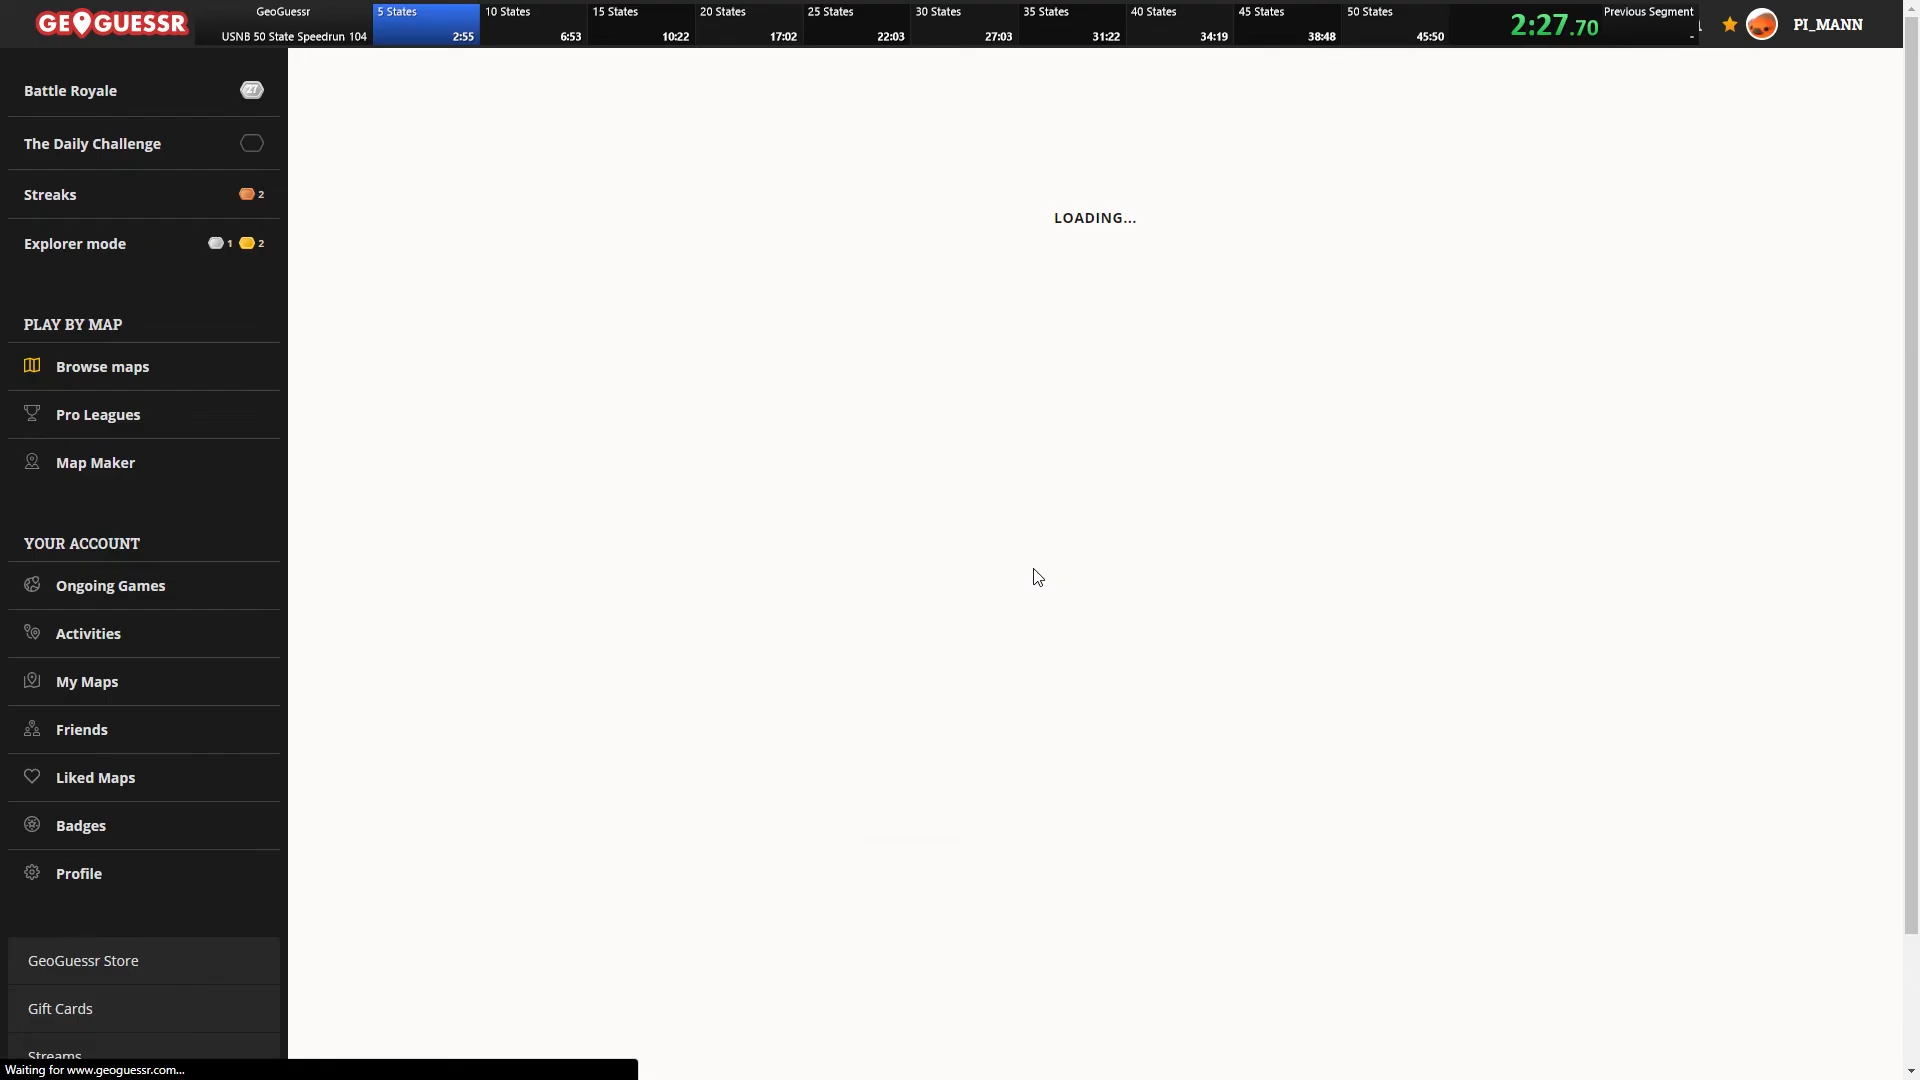 GEOGUESSR
GeoGuessr
USNB 50 State Speedrun 104
5 States
2:55
10 States
6:53
15 States
10:22
20 States
17:02
25 States
22:03
30 States
27:03
35 States
31:22
40 States
34:19
45 States
38:48
50 States
45:50
2:27.70
Previous Segment
-
PI_MANN
Battle Royale
27
The Daily Challenge
Streaks
2
Explorer mode
1
2
PLAY BY MAP
Browse maps
Pro Leagues
Map Maker
YOUR ACCOUNT
Ongoing Games
Activities
My Maps
Friends
Liked Maps
Badges
Profile
GeoGuessr Store
Gift Cards
Streams
LOADING...
Waiting for www.geoguessr.com...